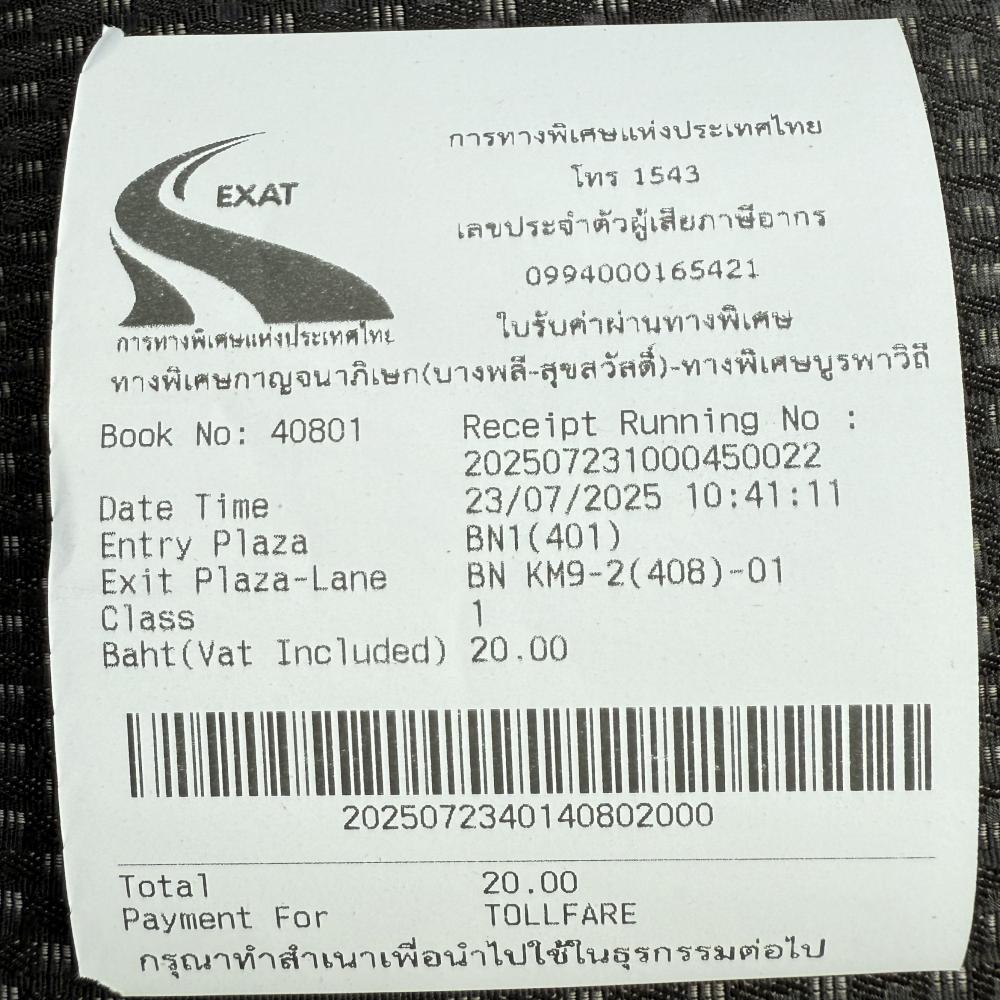 การทางพิเศษแห่งประเทศไทย
โทร 1543
EXAT
เลขประจำตัวผู้เสียภาษีอากร
0994000165421
ใบรับค่าผ่านทางพิเศษ
การทางพิเศษแห่งประเทศไทย
ทางพิเศษกาญจนาภิเษก(บางพลี-สุขสวัสดิ์)-ทางพิเศษบูรพาวิถี
Book No: 40801 Receipt Running No :
202507231000450022
Date Time 23/07/2025 10:41:11
Entry Plaza BN1(401)
Exit Plaza-Lane BN KM9-2(408)-01
Class 1
Baht(Vat Included) 20.00
2025072340140802000
Total 20.00
Payment For TOLLFARE
กรุณาทำสำเนาเพื่อนำไปใช้ในธุรกรรมต่อไป